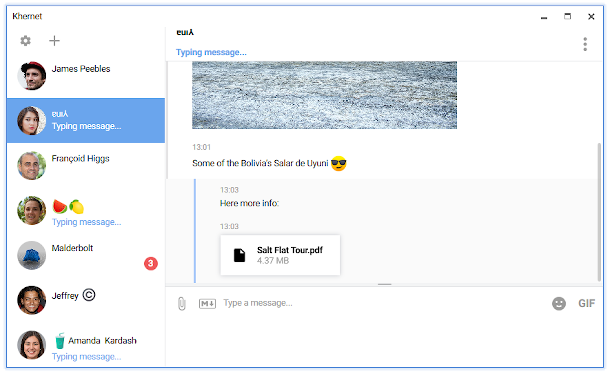 Khernet
James Peebles
ɐuı⅄
Typing message...
Françoid Higgs
🍉🍋
Typing message...
Malderbolt
3
Jeffrey ©
🥤Amanda Kardash
Typing message...
ɐuı⅄
Typing message...
13:01
Some of the Bolivia's Salar de Uyuni 😎
13:03
Here more info:
13:03
Salt Flat Tour.pdf
4.37 MB
M↓
Type a message...
GIF